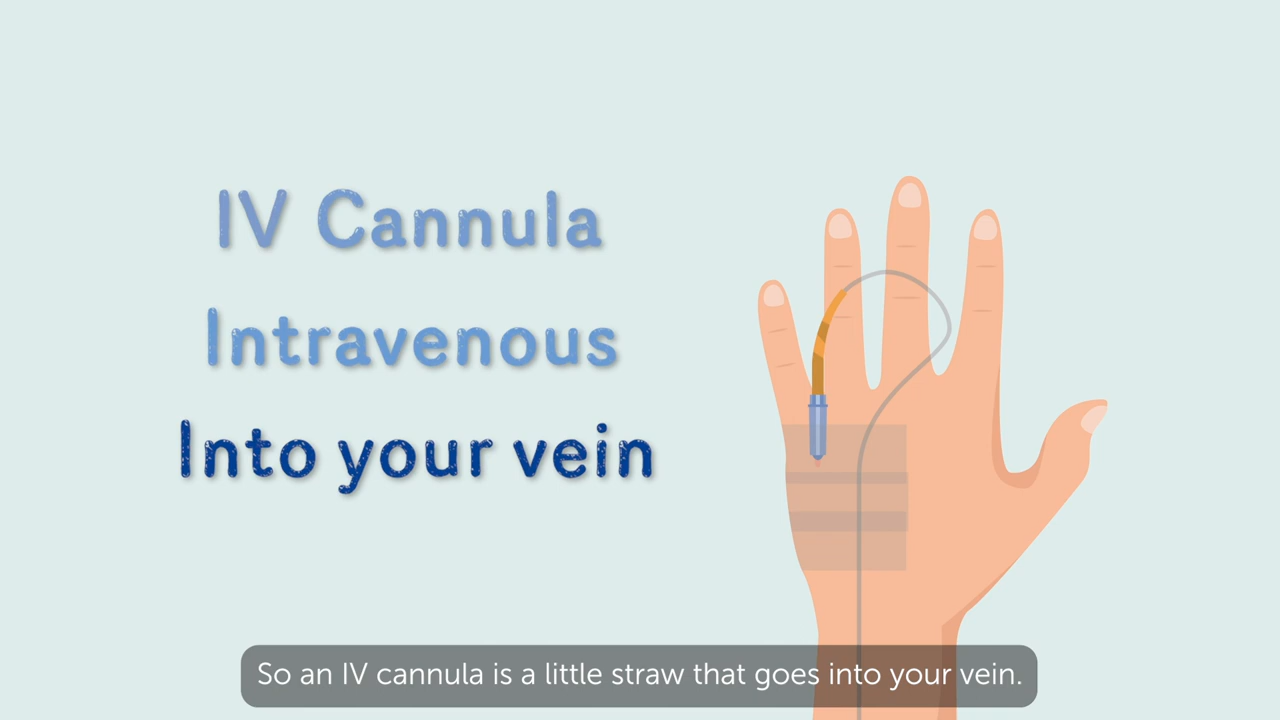 IV Cannula
Intravenous
Into your vein
So an IV cannula is a little straw that goes into your vein.